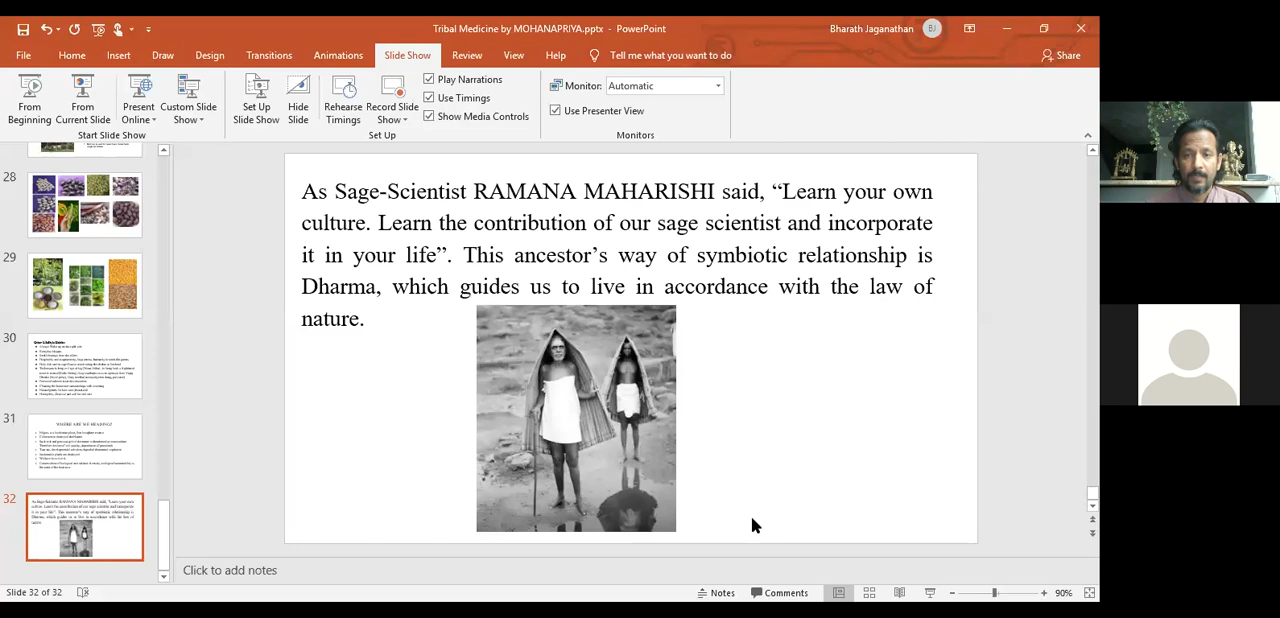 Tribal Medicine by MOHANAPRIYA.pptx - PowerPoint
Bharath Jaganathan
BJ
File Home Insert Draw Design Transitions Animations Slide Show Review View Help Tell me what you want to do
Share
From Beginning
From Current Slide
Present Online
Custom Slide Show
Start Slide Show
Set Up Slide Show
Hide Slide
Rehearse Timings
Record Slide Show
Play Narrations
Use Timings
Show Media Controls
Set Up
Monitor: Automatic
Use Presenter View
Monitors
28
29
30
31
WHERE ARE WE HEADING?
32
As Sage-Scientist RAMANA MAHARISHI said, “Learn your own
culture. Learn the contribution of our sage scientist and incorporate
it in your life”. This ancestor’s way of symbiotic relationship is
Dharma, which guides us to live in accordance with the law of
nature.
Click to add notes
Slide 32 of 32
Notes
Comments
90%